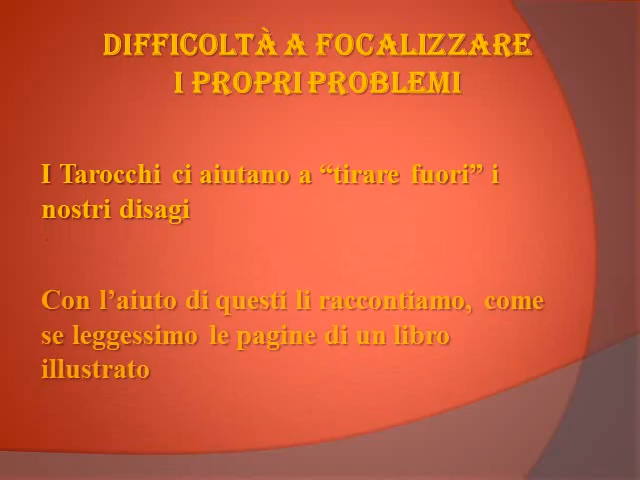 DIFFICOLTÀ A FOCALIZZARE
I PROPRI PROBLEMI
I Tarocchi ci aiutano a “tirare fuori” i
nostri disagi
Con l’aiuto di questi li raccontiamo, come
se leggessimo le pagine di un libro
illustrato